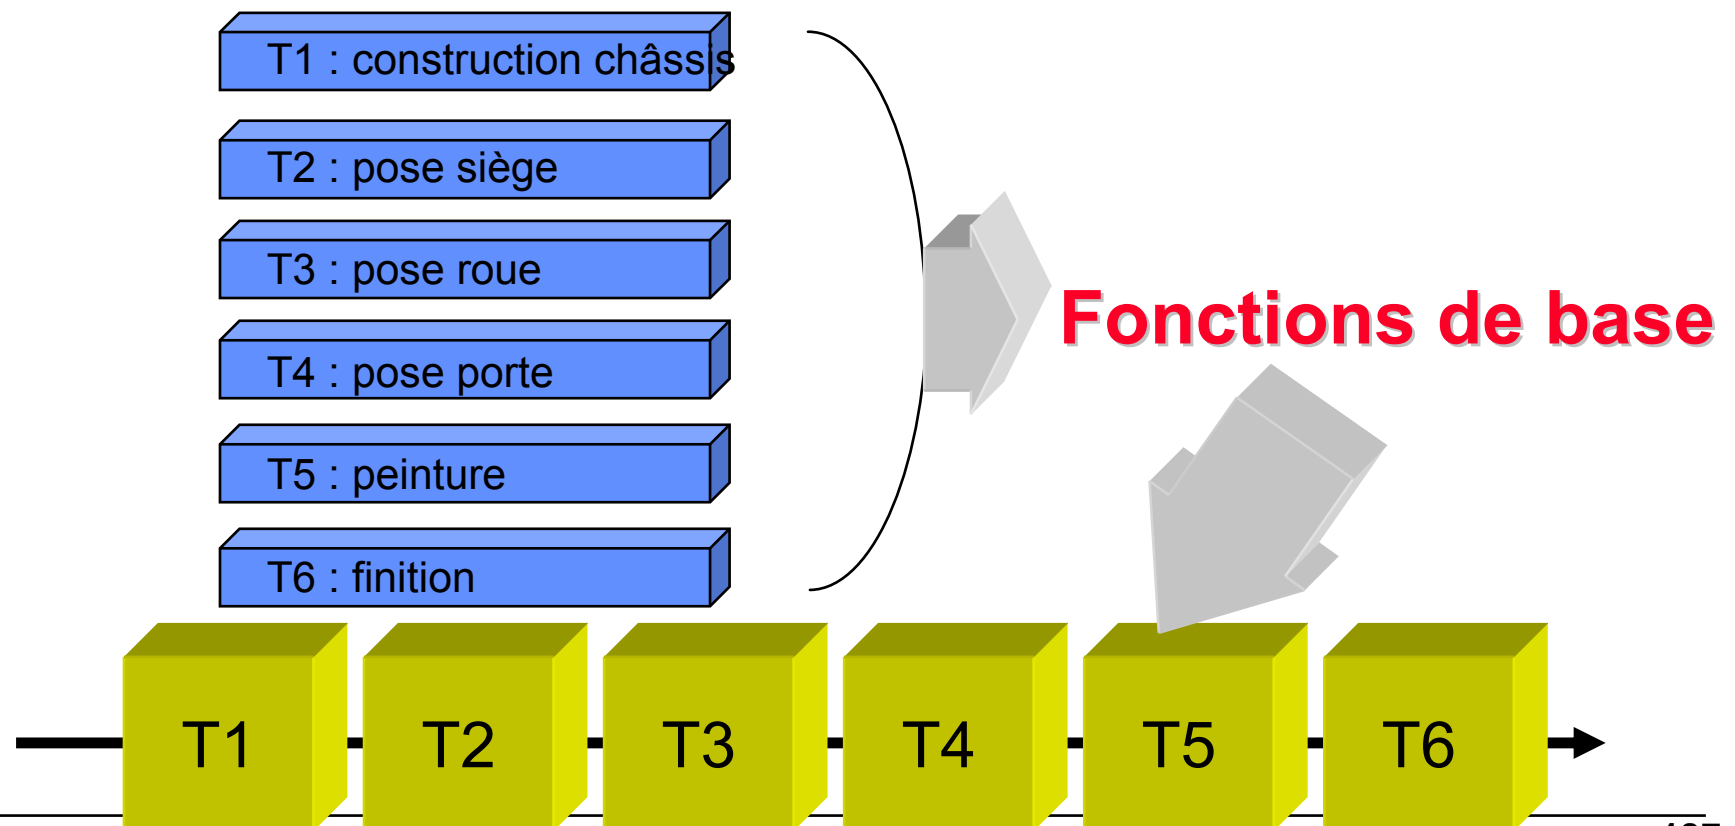 T1 : construction châssis
T2 : pose siège
T3 : pose roue
T4 : pose porte
T5 : peinture
T6 : finition
Fonctions de base
T1 T2 T3 T4 T5 T6